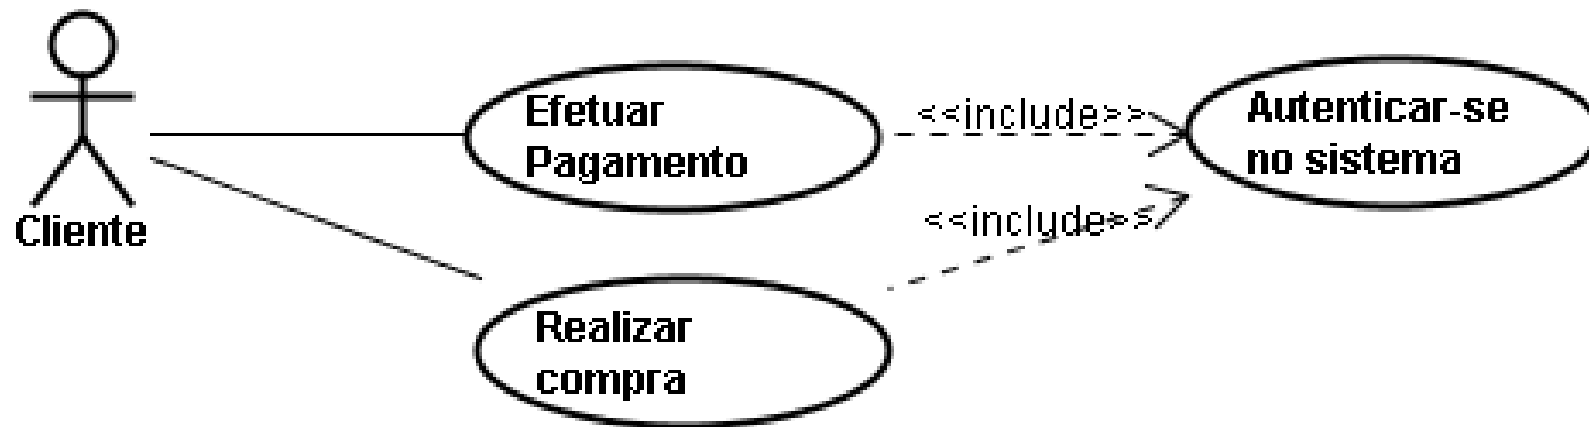 Efetuar
Pagamento
<<include>>
Autenticar-se
no sistema
Cliente
<<include>>
Realizar
compra